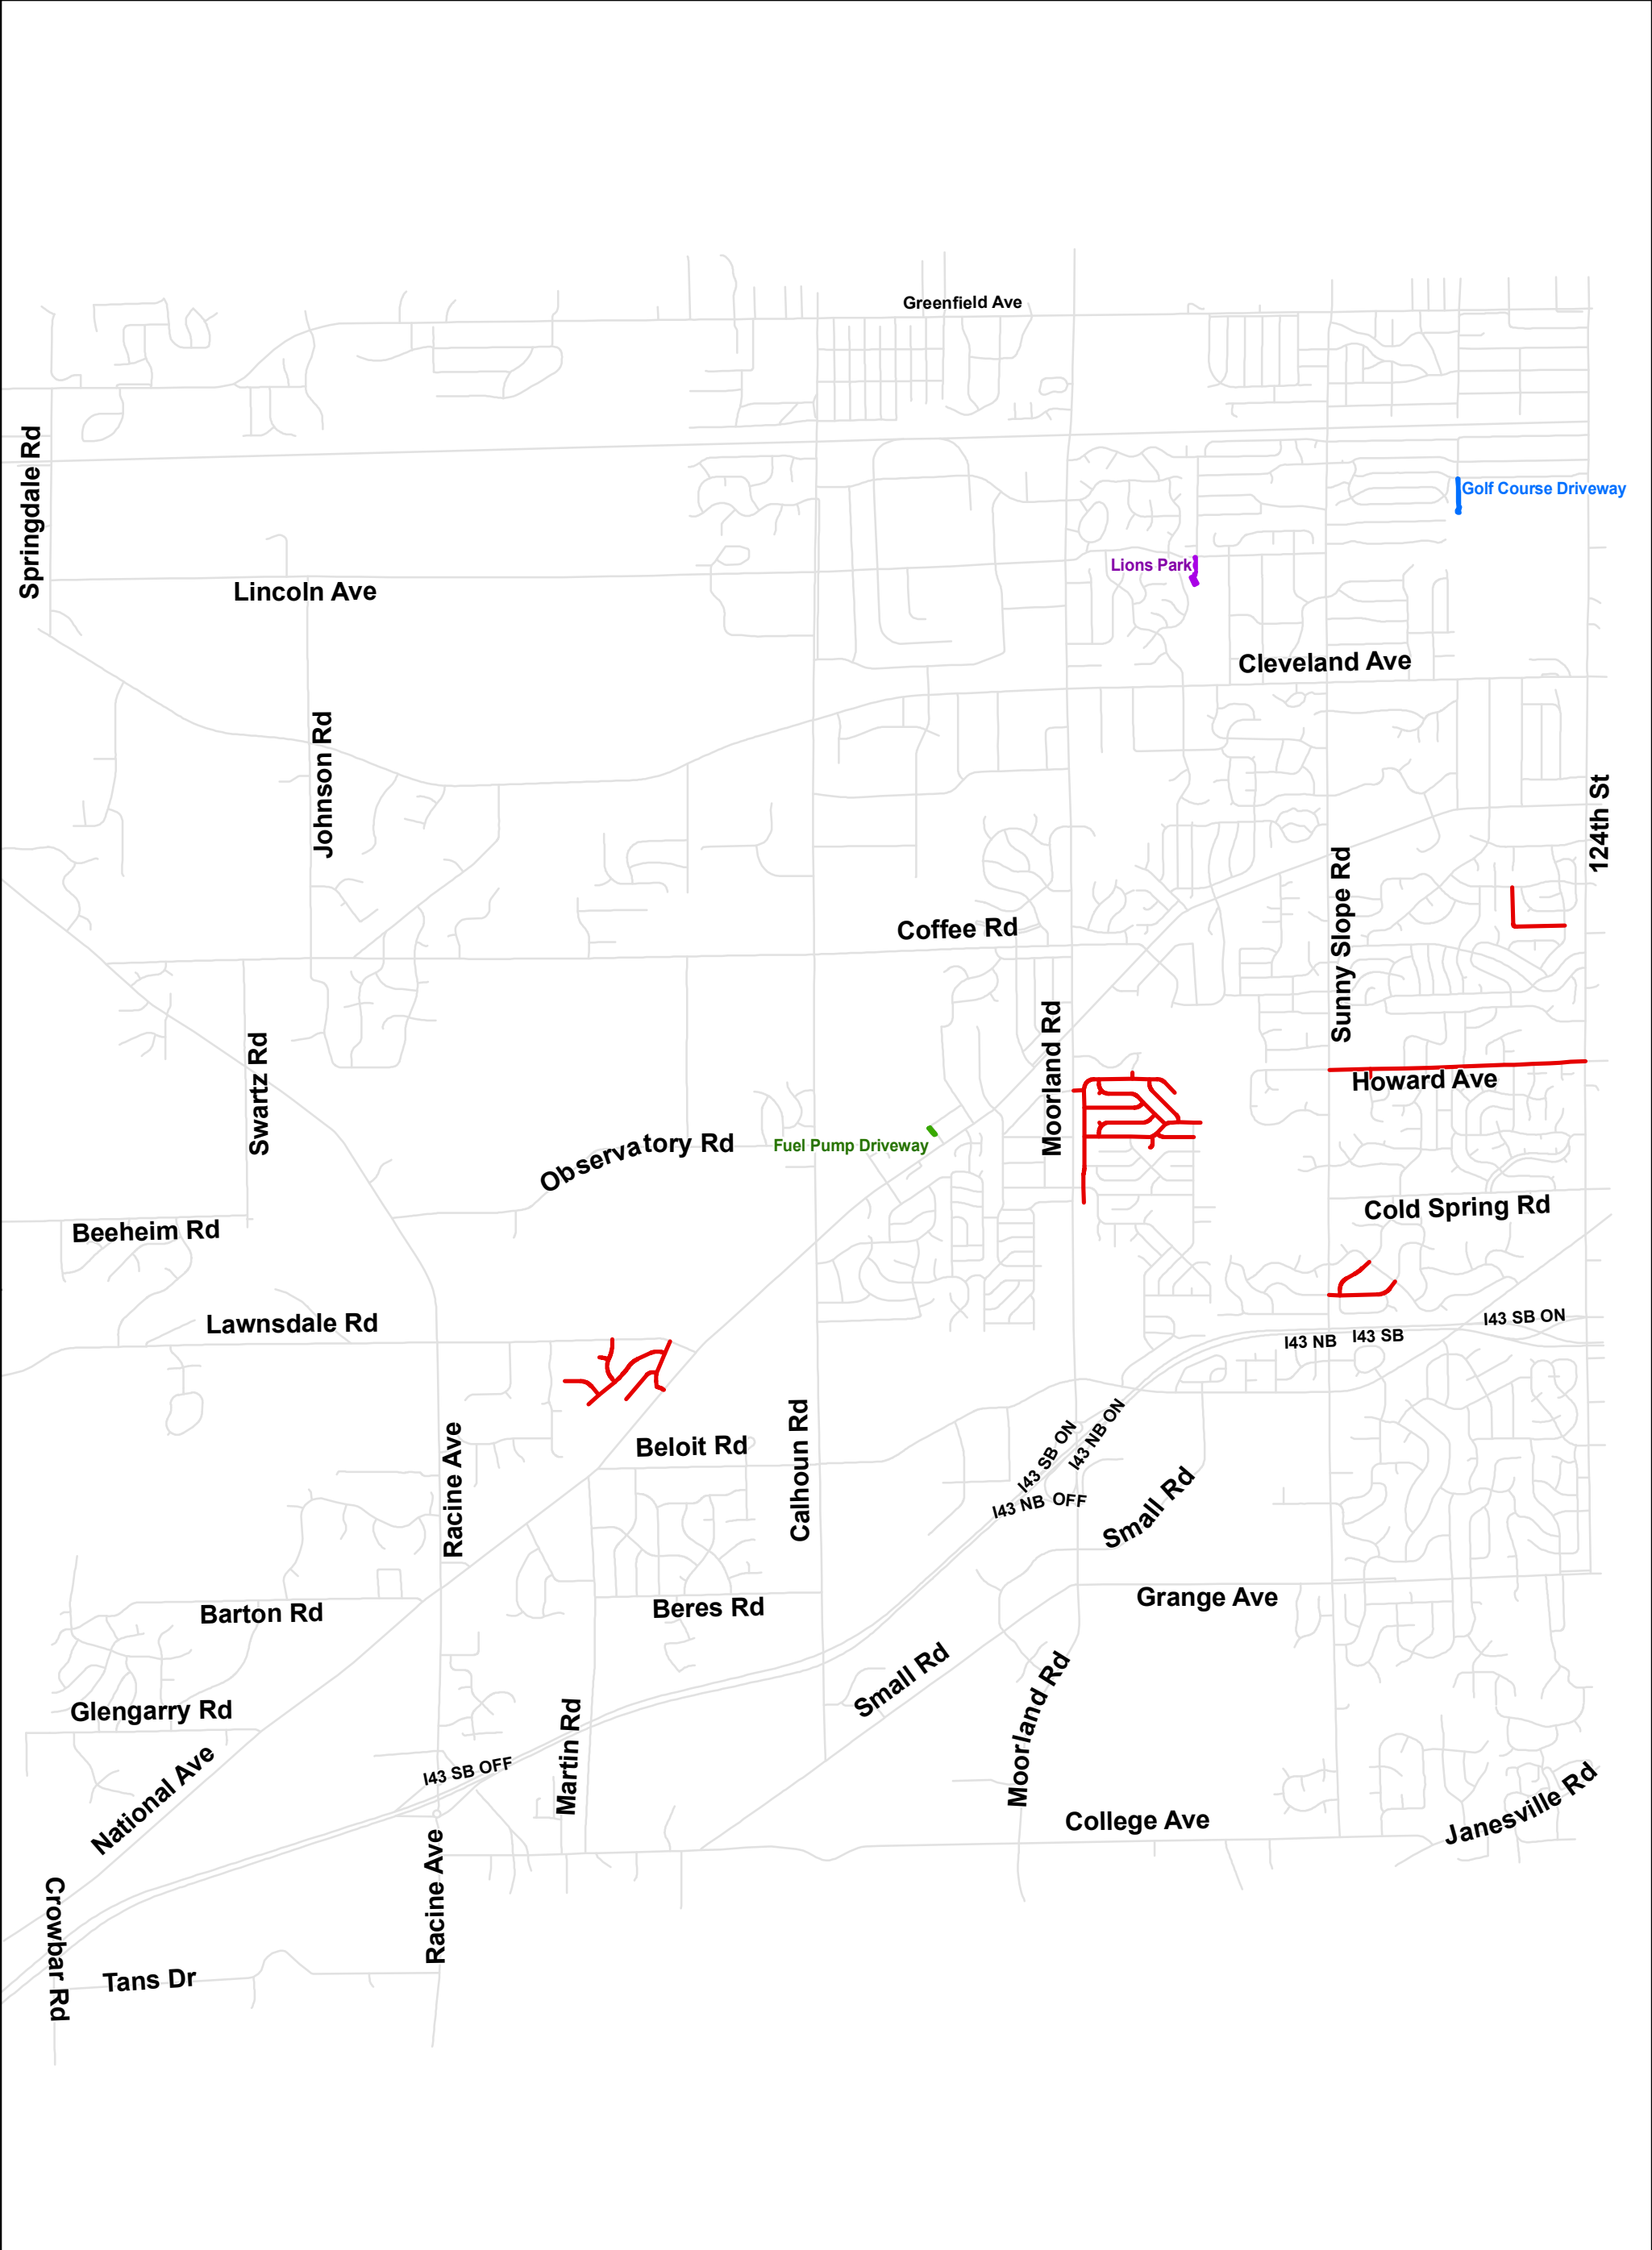 Greenfield Ave
Springdale Rd
Golf Course Driveway
Lions Park
Lincoln Ave
Cleveland Ave
Johnson Rd
124th St
Sunny Slope Rd
Coffee Rd
Moorland Rd
Swartz Rd
Howard Ave
Observatory Rd
Fuel Pump Driveway
Beeheim Rd
Cold Spring Rd
Lawnsdale Rd
I43 SB ON
I43 NB
I43 SB
Racine Ave
Beloit Rd
Calhoun Rd
I43 SB ON
I43 NB ON
I43 NB OFF
Small Rd
Barton Rd
Beres Rd
Grange Ave
Small Rd
Moorland Rd
Glengarry Rd
National Ave
I43 SB OFF
Martin Rd
College Ave
Janesville Rd
Racine Ave
Crowbar Rd
Tans Dr